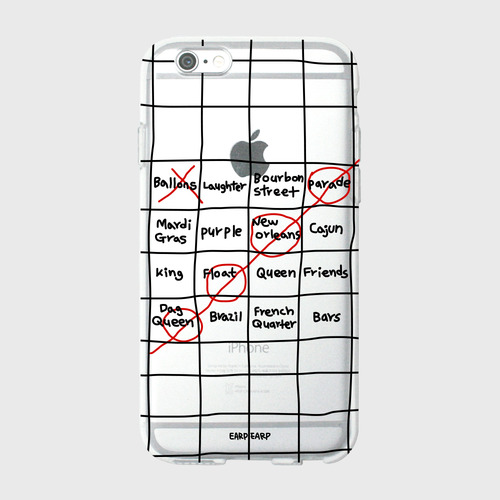 Ballons
Laughter
Bourbon
street
parade
Mardi
Gras
purple
New
orleans
Cajun
king
Float
Queen
Friends
Dag
Queen
Brazil
French
Quarter
Bars
iPhone
EARP EARP